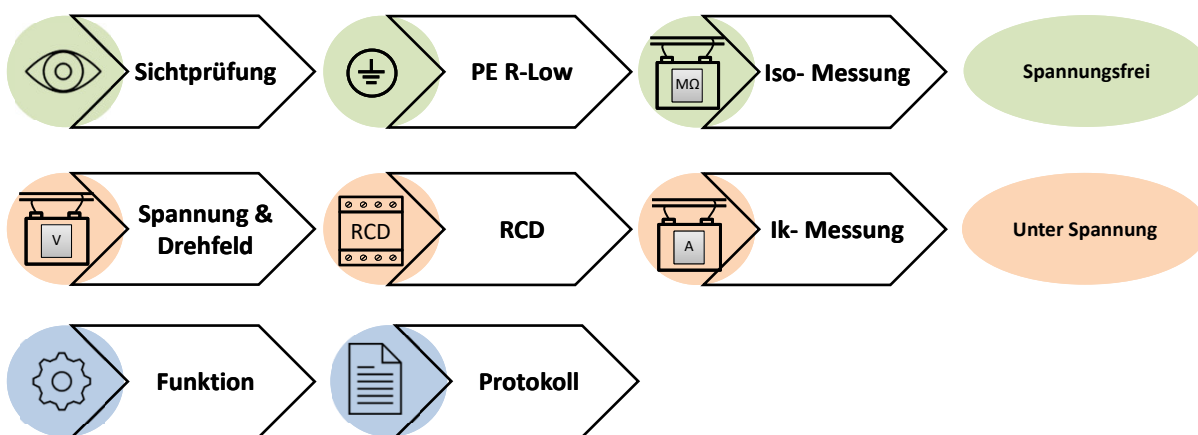 Sichtprüfung
PE R-Low
MΩ
Iso- Messung
Spannungsfrei
V
Spannung &
Drehfeld
RCD
RCD
A
Ik- Messung
Unter Spannung
Funktion
Protokoll